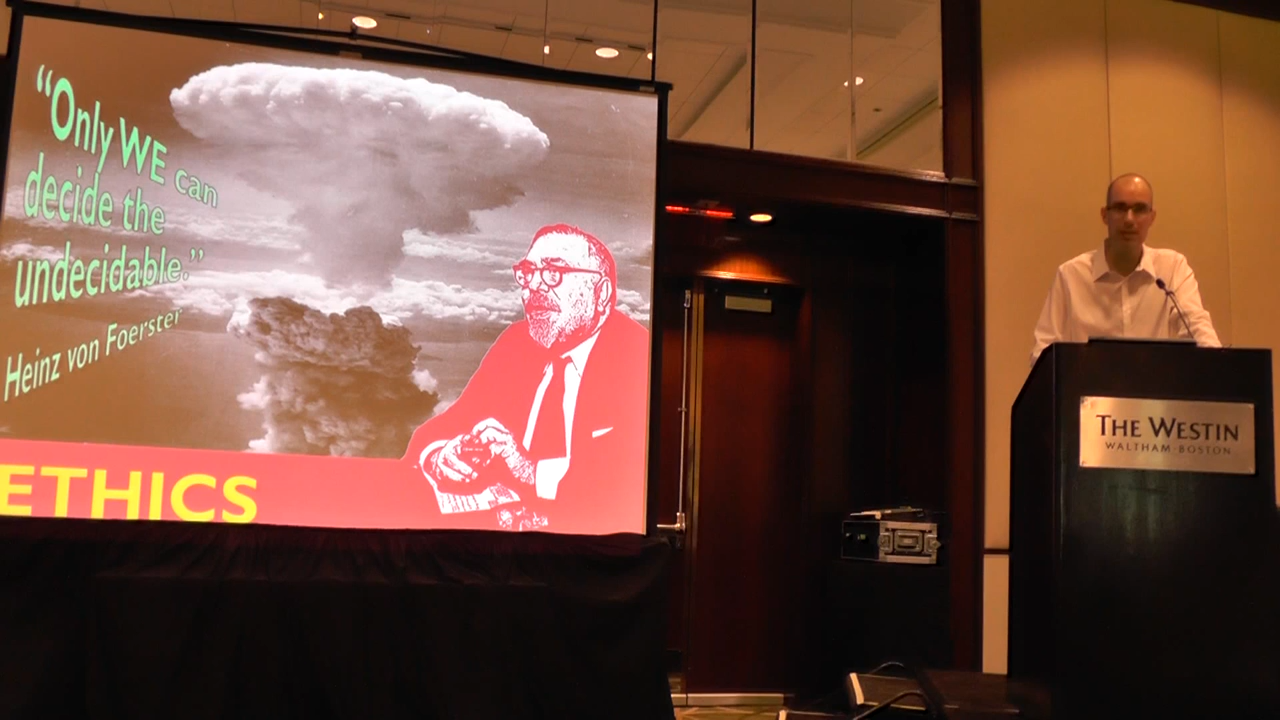 “Only WE can
decide the
undecidable.”
Heinz von Foerster
ETHICS
THE WESTIN
WALTHAM·BOSTON